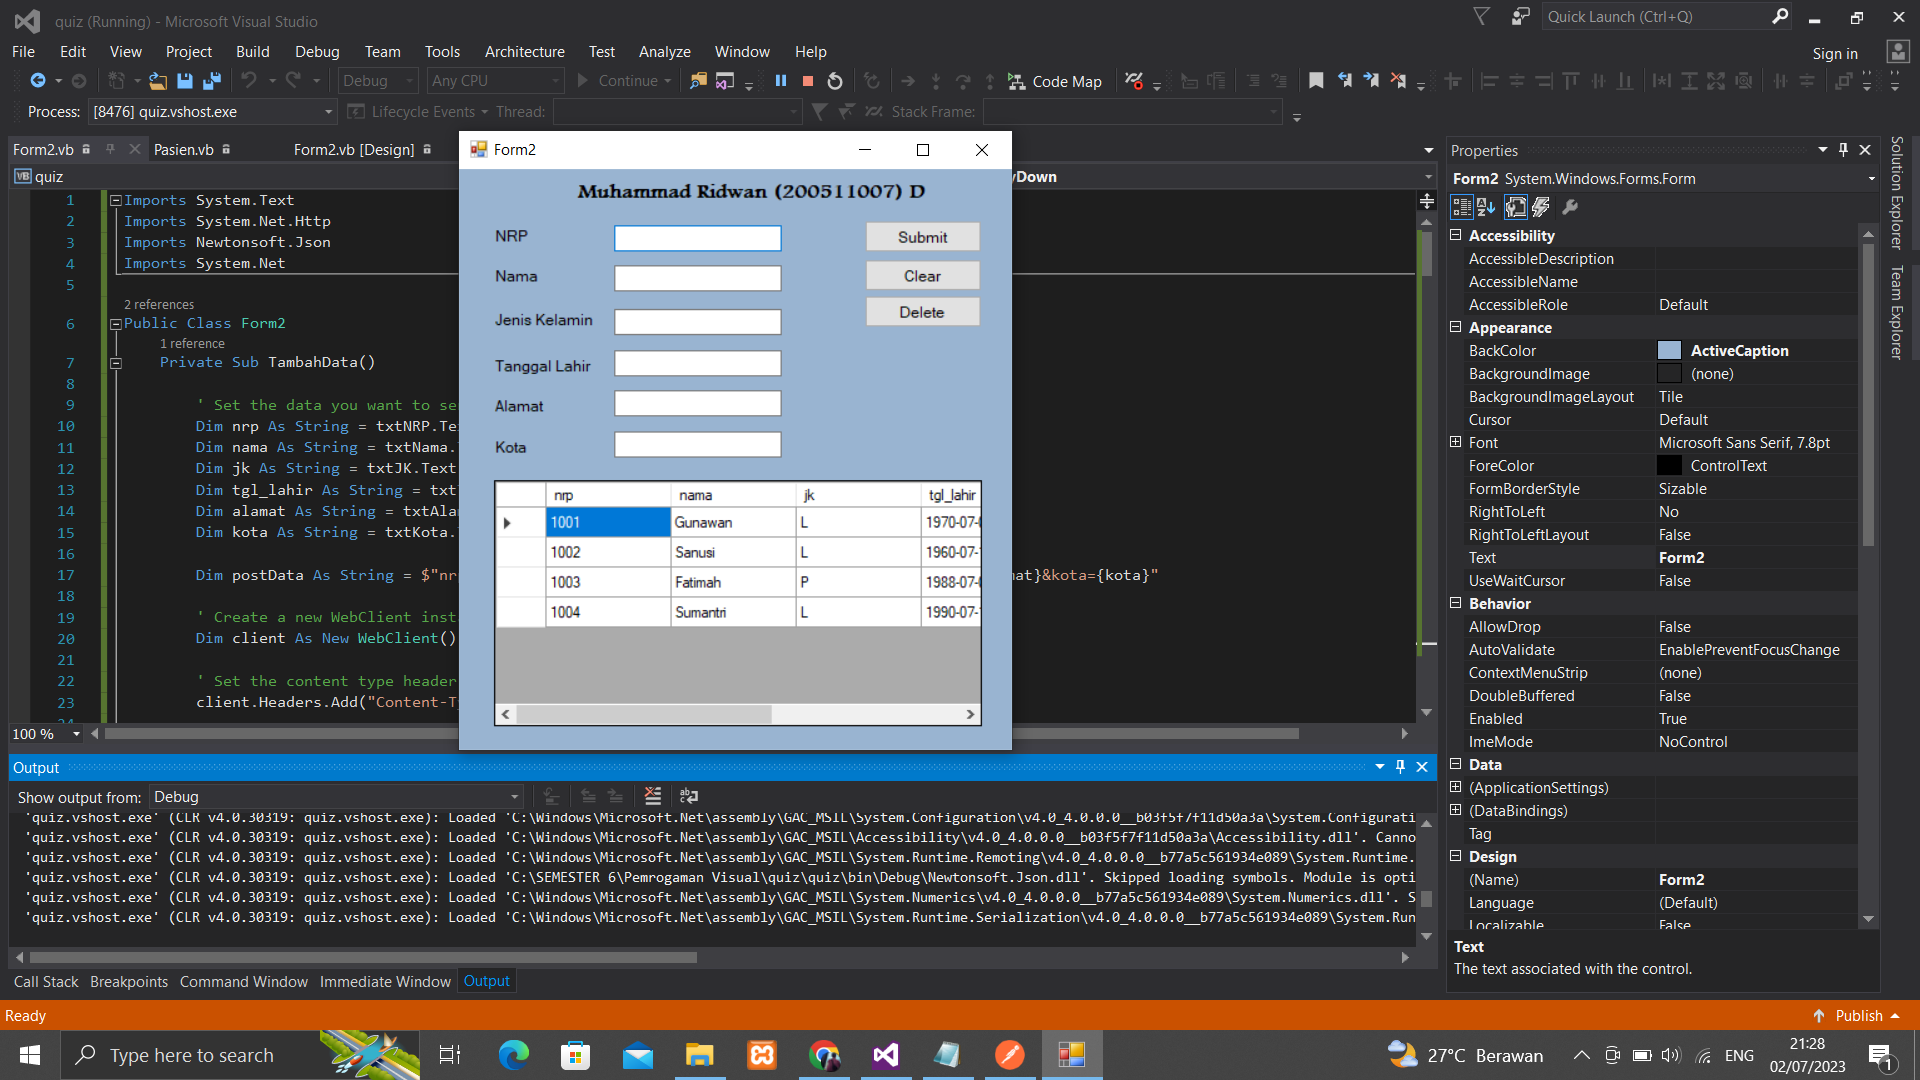 quiz (Running) - Microsoft Visual Studio
Quick Launch (Ctrl+Q)
File Edit View Project Build Debug Team Tools Architecture Test Analyze Window Help
Sign in
Debug Any CPU Continue Code Map
Process: [8476] quiz.vshost.exe Lifecycle Events Thread: Stack Frame:
Form2.vb Pasien.vb Form2.vb [Design]
VB quiz
yDown
1 Imports System.Text
2 Imports System.Net.Http
3 Imports Newtonsoft.Json
4 Imports System.Net
5
2 references
6 Public Class Form2
1 reference
7 Private Sub TambahData()
8
9 ' Set the data you want to se
10 Dim nrp As String = txtNRP.Te
11 Dim nama As String = txtNama.
12 Dim jk As String = txtJK.Text
13 Dim tgl_lahir As String = txt
14 Dim alamat As String = txtAla
15 Dim kota As String = txtKota.
16
17 Dim postData As String = $"nr at}&kota={kota}"
18
19 ' Create a new WebClient inst
20 Dim client As New WebClient()
21
22 ' Set the content type header
23 client.Headers.Add("Content-T
100 %
Form2
Muhammad Ridwan (200511007) D
NRP
Nama
Jenis Kelamin
Tanggal Lahir
Alamat
Kota
Submit
Clear
Delete
nrp nama jk tgl_lahir
1001 Gunawan L 1970-07-
1002 Sanusi L 1960-07-
1003 Fatimah P 1988-07-
1004 Sumantri L 1990-07-
Output
Show output from: Debug
'quiz.vshost.exe' (CLR v4.0.30319: quiz.vshost.exe): Loaded 'C:\Windows\Microsoft.Net\assembly\GAC_MSIL\System.Configuration\v4.0_4.0.0.0__b03f5f7f11d50a3a\System.Configurati
'quiz.vshost.exe' (CLR v4.0.30319: quiz.vshost.exe): Loaded 'C:\Windows\Microsoft.Net\assembly\GAC_MSIL\Accessibility\v4.0_4.0.0.0__b03f5f7f11d50a3a\Accessibility.dll'. Canno
'quiz.vshost.exe' (CLR v4.0.30319: quiz.vshost.exe): Loaded 'C:\Windows\Microsoft.Net\assembly\GAC_MSIL\System.Runtime.Remoting\v4.0_4.0.0.0__b77a5c561934e089\System.Runtime.
'quiz.vshost.exe' (CLR v4.0.30319: quiz.vshost.exe): Loaded 'C:\SEMESTER 6\Pemrogaman Visual\quiz\quiz\bin\Debug\Newtonsoft.Json.dll'. Skipped loading symbols. Module is opti
'quiz.vshost.exe' (CLR v4.0.30319: quiz.vshost.exe): Loaded 'C:\Windows\Microsoft.Net\assembly\GAC_MSIL\System.Numerics\v4.0_4.0.0.0__b77a5c561934e089\System.Numerics.dll'. S
'quiz.vshost.exe' (CLR v4.0.30319: quiz.vshost.exe): Loaded 'C:\Windows\Microsoft.Net\assembly\GAC_MSIL\System.Runtime.Serialization\v4.0_4.0.0.0__b77a5c561934e089\System.Run
Call Stack Breakpoints Command Window Immediate Window Output
Properties
Form2 System.Windows.Forms.Form
Accessibility
AccessibleDescription
AccessibleName
AccessibleRole Default
Appearance
BackColor ActiveCaption
BackgroundImage (none)
BackgroundImageLayout Tile
Cursor Default
Font Microsoft Sans Serif, 7.8pt
ForeColor ControlText
FormBorderStyle Sizable
RightToLeft No
RightToLeftLayout False
Text Form2
UseWaitCursor False
Behavior
AllowDrop False
AutoValidate EnablePreventFocusChange
ContextMenuStrip (none)
DoubleBuffered False
Enabled True
ImeMode NoControl
Data
(ApplicationSettings)
(DataBindings)
Tag
Design
(Name) Form2
Language (Default)
Localizable False
Text
The text associated with the control.
Solution Explorer
Team Explorer
Ready
Publish
Type here to search
27°C Berawan
ENG
21:28
02/07/2023
1